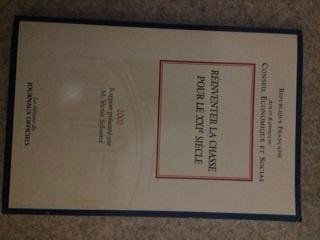 RÉPUBLIQUE FRANÇAISE
AVIS ET RAPPORTS DU
CONSEIL ÉCONOMIQUE ET SOCIAL
RÉINVENTER LA CHASSE
POUR LE XXIe SIÈCLE
2002
Rapport présenté par
M. Victor Scherrer
Les éditions des
JOURNAUX OFFICIELS